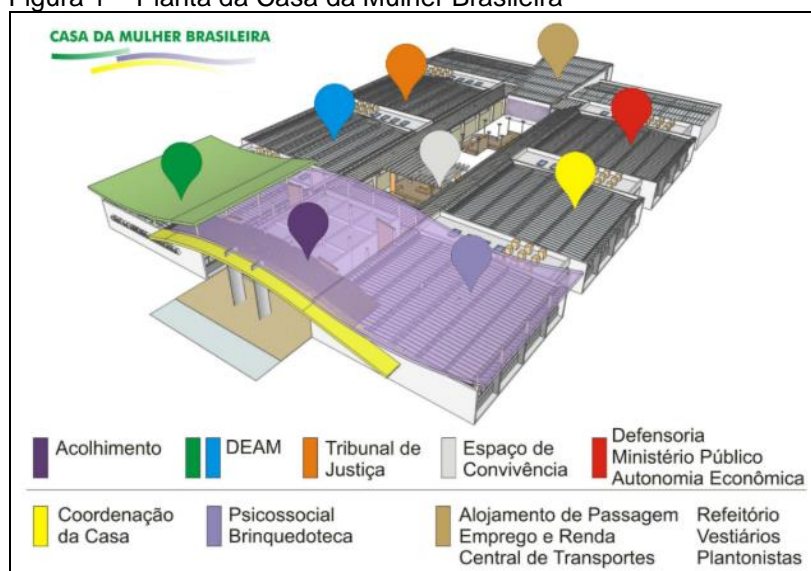 Figura 1 – Planta da Casa da Mulher Brasileira
CASA DA MULHER BRASILEIRA
Acolhimento
DEAM
Tribunal de
Justiça
Espaço de
Convivência
Defensoria
Ministério Público
Autonomia Econômica
Coordenação
da Casa
Psicossocial
Brinquedoteca
Alojamento de Passagem
Emprego e Renda
Central de Transportes
Refeitório
Vestiários
Plantonistas